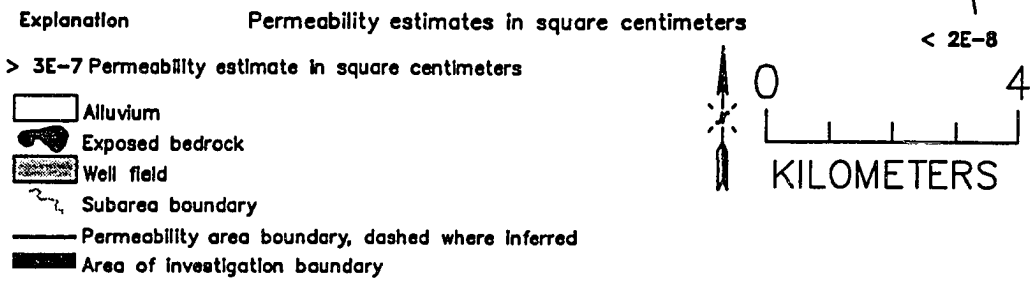 Explanation
Permeability estimates in square centimeters
> 3E-7 Permeability estimate in square centimeters
Alluvium
Exposed bedrock
Well field
Subarea boundary
Permeability area boundary, dashed where inferred
Area of investigation boundary
< 2E-8
0 4
KILOMETERS